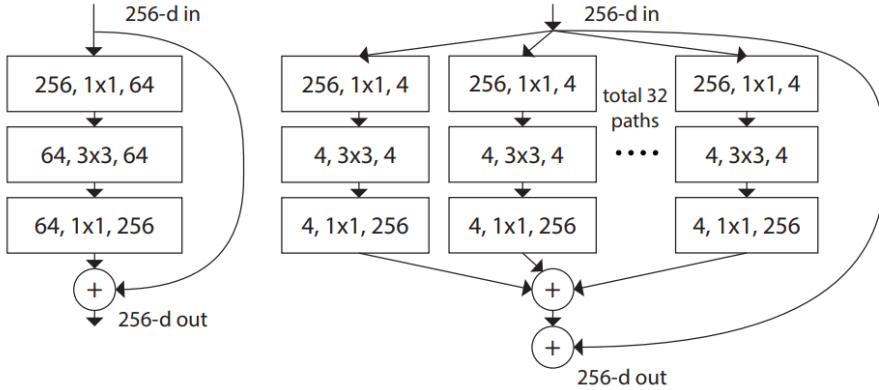 256-d in
256, 1x1, 64
64, 3x3, 64
64, 1x1, 256
+
256-d out
256-d in
256, 1x1, 4
256, 1x1, 4
total 32
paths
256, 1x1, 4
4, 3x3, 4
4, 3x3, 4
4, 3x3, 4
4, 1x1, 256
4, 1x1, 256
4, 1x1, 256
+
+
256-d out